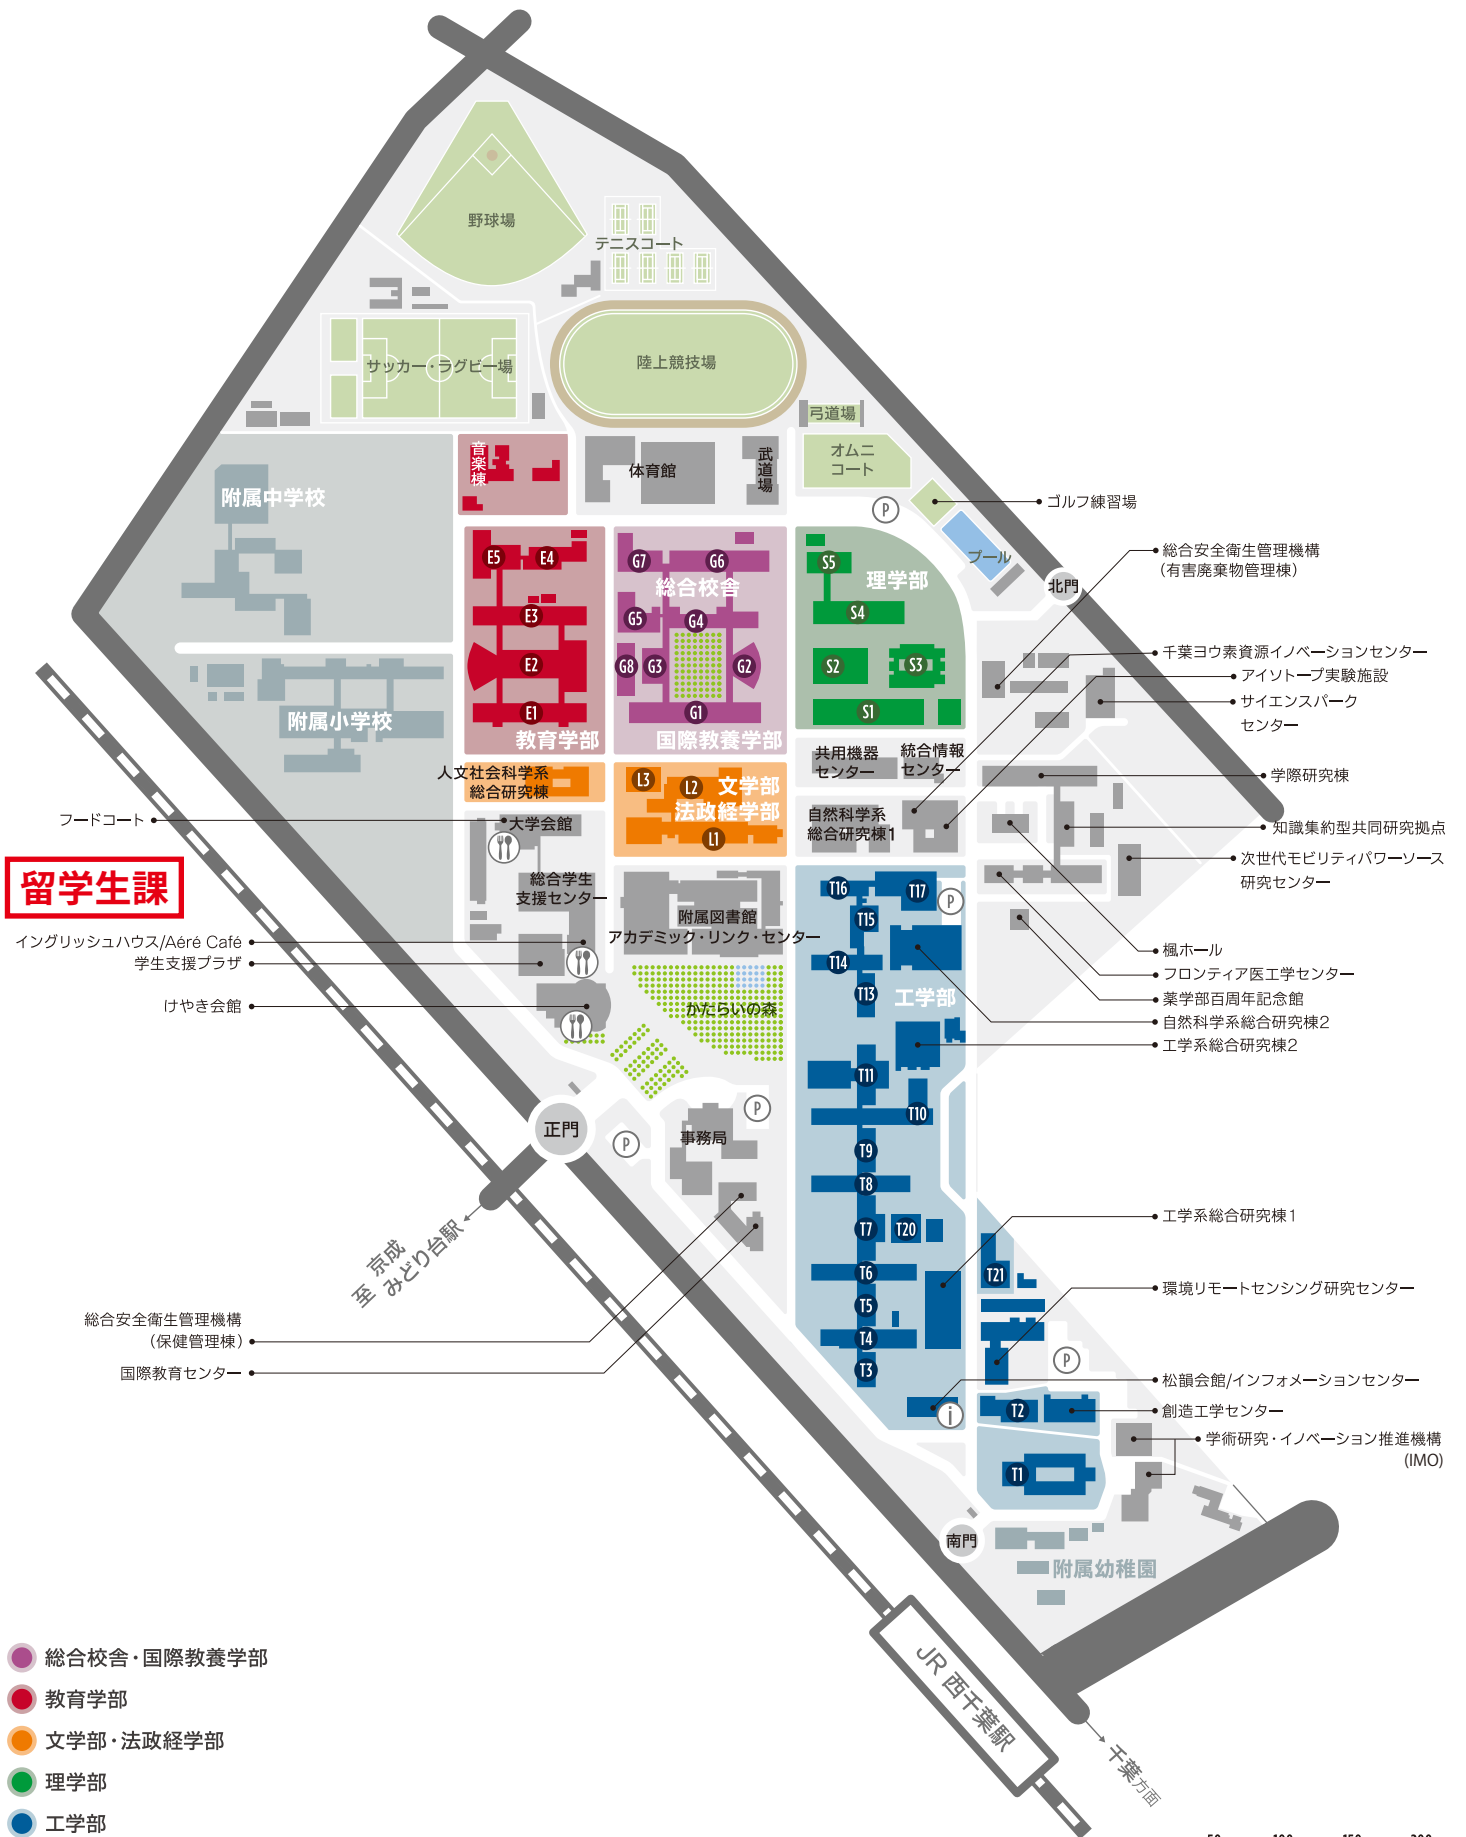 野球場
テニスコート
サッカー・ラグビー場
陸上競技場
弓道場
オムニ
コート
音楽棟
体育館
武道場
P
ゴルフ練習場
プール
北門
附属中学校
E5
E4
E3
E2
E1
教育学部
G7
G6
総合校舎
G5
G4
G8
G3
G2
G1
国際教養学部
S5
理学部
S4
S2
S3
S1
総合安全衛生管理機構
(有害廃棄物管理棟)
千葉ヨウ素資源イノベーションセンター
アイソトープ実験施設
サイエンスパーク
センター
附属小学校
人文社会科学系
総合研究棟
L3
L2
文学部
法政経学部
L1
共用機器
センター
統合情報
センター
自然科学系
総合研究棟1
学際研究棟
知識集約型共同研究拠点
次世代モビリティパワーソース
研究センター
フードコート
大学会館
留学生課
総合学生
支援センター
附属図書館
アカデミック・リンク・センター
イングリッシュハウス/Aéré Café
学生支援プラザ
けやき会館
かたらいの森
T16
T17
P
T15
T14
T13
工学部
楓ホール
フロンティア医工学センター
薬学部百周年記念館
自然科学系総合研究棟2
工学系総合研究棟2
T11
T10
T9
T8
T7
T20
T6
T5
T4
T3
正門
P
P
事務局
至 京成
みどり台駅
総合安全衛生管理機構
(保健管理棟)
国際教育センター
工学系総合研究棟1
T21
環境リモートセンシング研究センター
P
松韻会館/インフォメーションセンター
i
T2
創造工学センター
学術研究・イノベーション推進機構
(IMO)
T1
南門
附属幼稚園
JR 西千葉駅
千葉方面
総合校舎・国際教養学部
教育学部
文学部・法政経学部
理学部
工学部
50 100 150 200